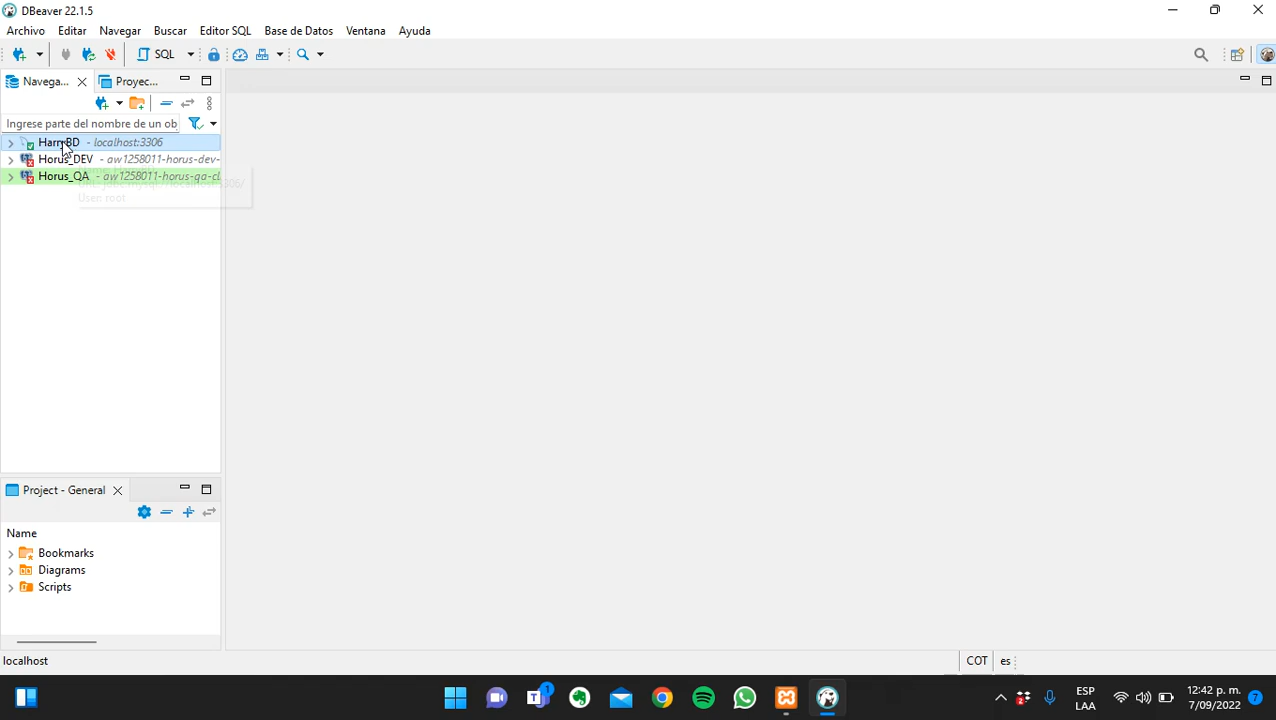 DBeaver 22.1.5
Archivo Editar Navegar Buscar Editor SQL Base de Datos Ventana Ayuda
SQL
Navega... Proyec...
Ingrese parte del nombre de un ob
- localhost:3306
Horus_DEV - aw1258011-horus-dev-
Horus_QA - aw1258011-horus-qa-cl
User: root
Project - General
Name
Bookmarks
Diagrams
Scripts
localhost
COT es
1
ESP
LAA
12:42 p. m.
7/09/2022
7